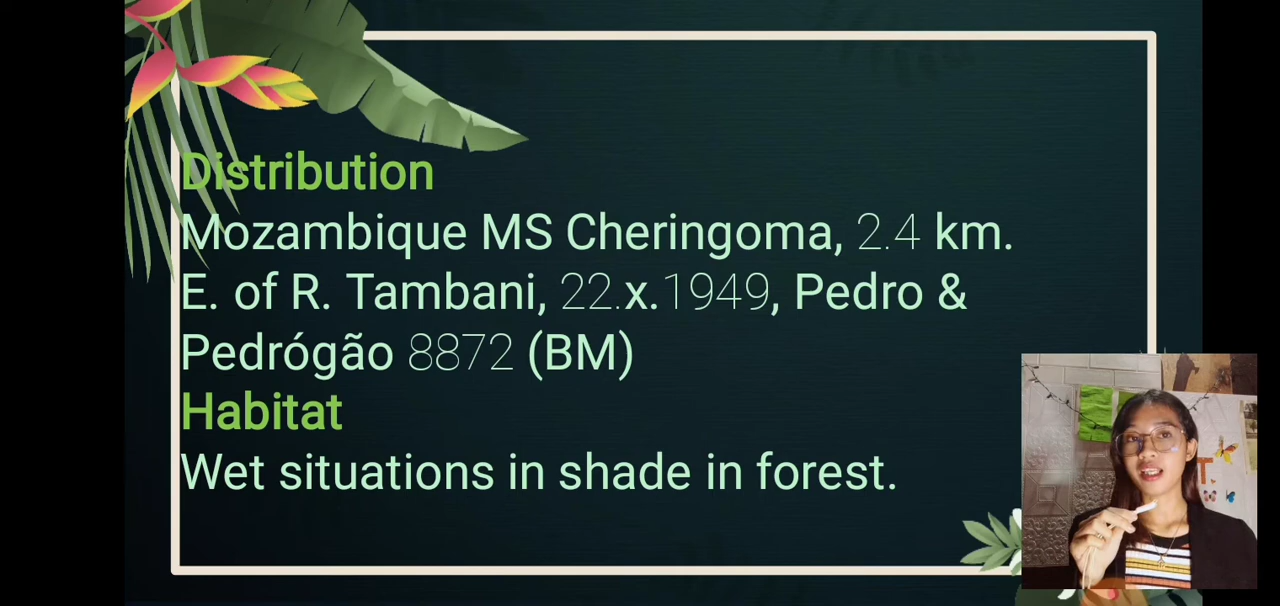 Distribution
Mozambique MS Cheringoma, 2.4 km.
E. of R. Tambani, 22.x.1949, Pedro &
Pedrógão 8872 (BM)
Habitat
Wet situations in shade in forest.
T